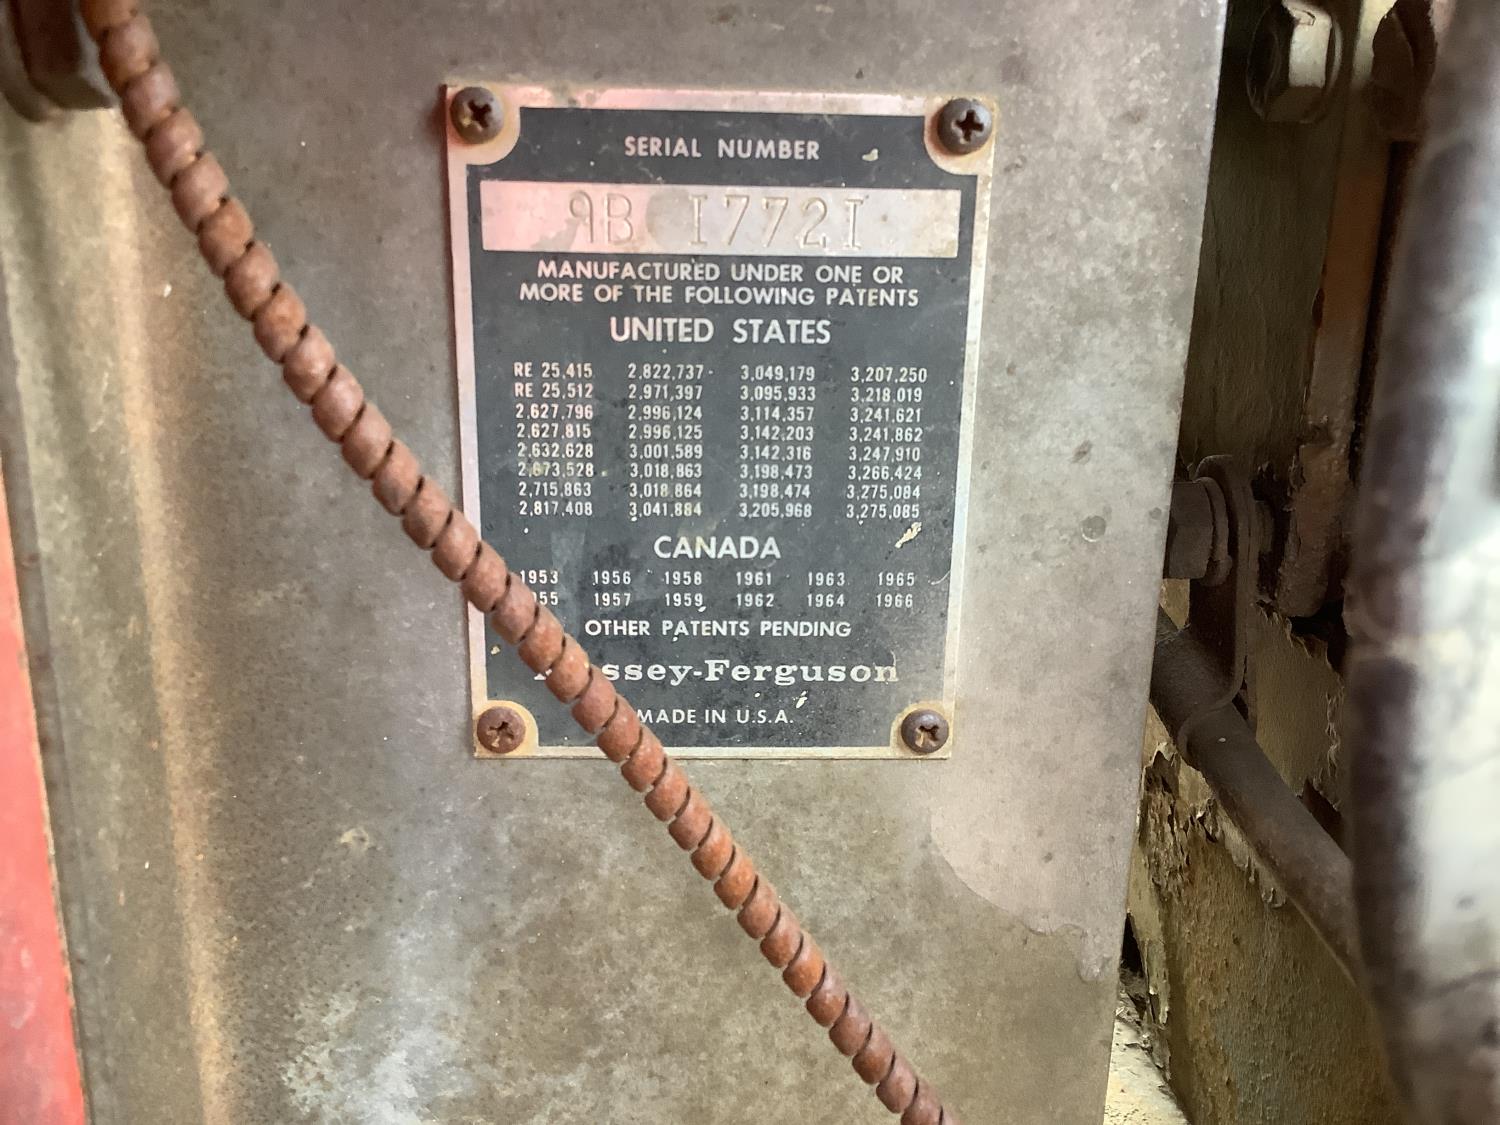 SERIAL NUMBER
9B 17721
MANUFACTURED UNDER ONE OR
MORE OF THE FOLLOWING PATENTS
UNITED STATES
RE 25,415 2,822,737 3,049,179 3,207,250
RE 25,512 2,971,397 3,095,933 3,218,019
2,627,796 2,996,124 3,114,357 3,241,621
2,627,815 2,996,125 3,142,203 3,241,862
2,632,628 3,001,589 3,142,316 3,247,910
2,673,528 3,018,863 3,198,473 3,266,424
2,715,863 3,018,864 3,198,474 3,275,084
2,817,408 3,041,884 3,205,968 3,275,085
CANADA
1953 1956 1958 1961 1963 1965
55 1957 1959 1962 1964 1966
OTHER PATENTS PENDING
ssey-Ferguson
MADE IN U.S.A.